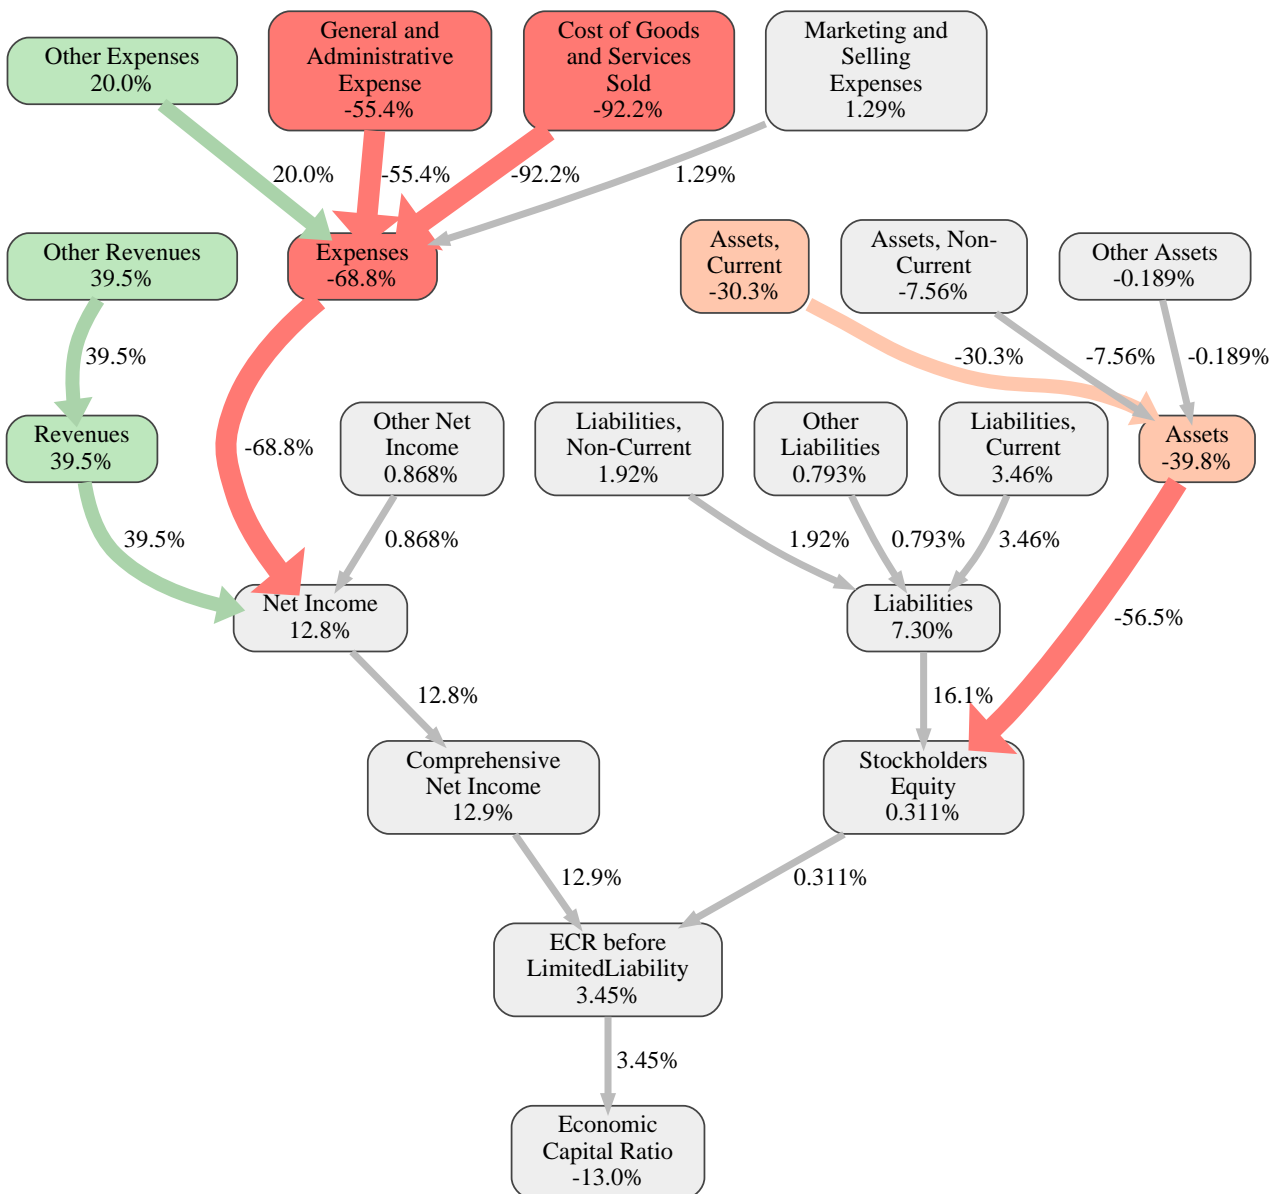 Other Expenses
20.0%
General and
Administrative
Expense
-55.4%
Cost of Goods
and Services
Sold
-92.2%
Marketing and
Selling
Expenses
1.29%
20.0%
-55.4%
-92.2%
1.29%
Other Revenues
39.5%
Expenses
-68.8%
Assets,
Current
-30.3%
Assets, Non-
Current
-7.56%
Other Assets
-0.189%
39.5%
-30.3%
-7.56%
-0.189%
Revenues
39.5%
-68.8%
Other Net
Income
0.868%
Liabilities,
Non-Current
1.92%
Other
Liabilities
0.793%
Liabilities,
Current
3.46%
Assets
-39.8%
39.5%
0.868%
1.92%
0.793%
3.46%
Net Income
12.8%
Liabilities
7.30%
-56.5%
12.8%
16.1%
Comprehensive
Net Income
12.9%
Stockholders
Equity
0.311%
12.9%
0.311%
ECR before
LimitedLiability
3.45%
3.45%
Economic
Capital Ratio
-13.0%